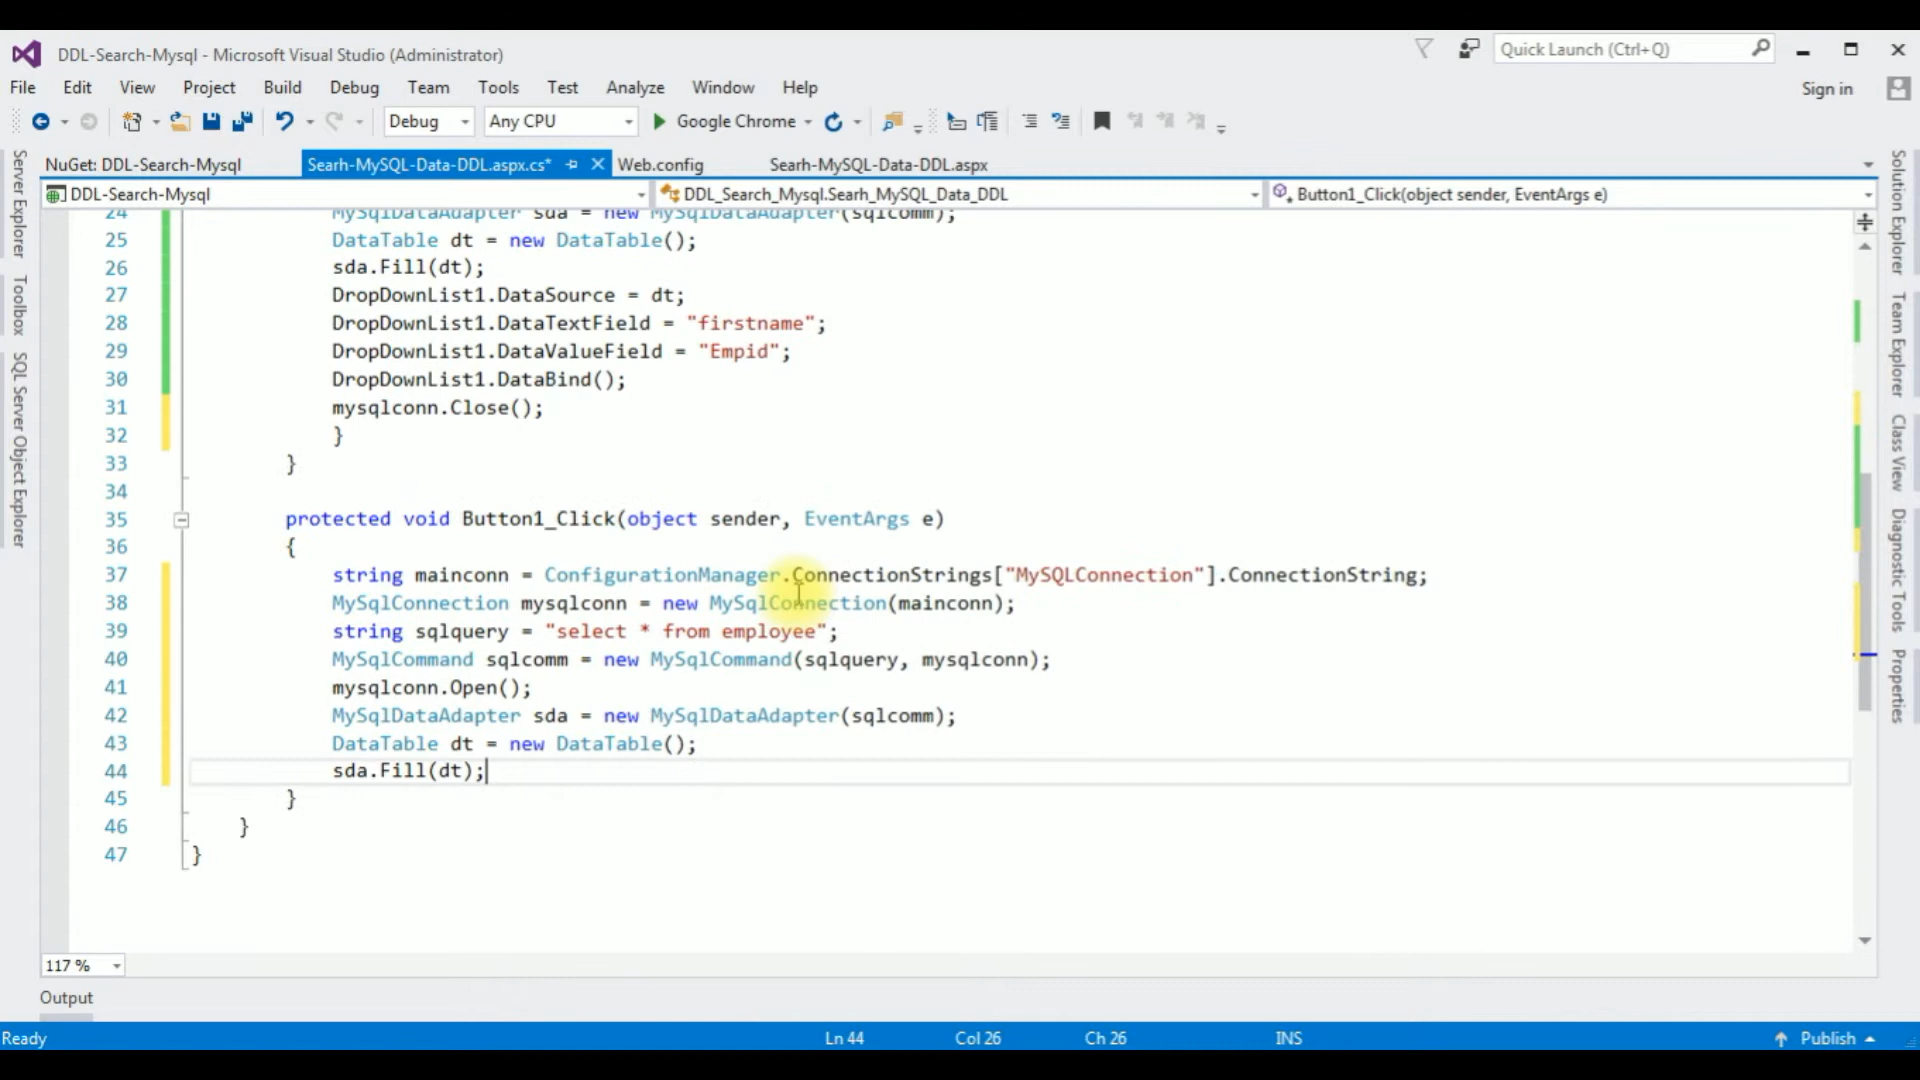 DDL-Search-Mysql - Microsoft Visual Studio (Administrator)
Quick Launch (Ctrl+Q)
File Edit View Project Build Debug Team Tools Test Analyze Window Help
Sign in
Debug Any CPU Google Chrome
NuGet: DDL-Search-Mysql Searh-MySQL-Data-DDL.aspx.cs* Web.config Searh-MySQL-Data-DDL.aspx
DDL-Search-Mysql DDL_Search_Mysql.Searh_MySQL_Data_DDL Button1_Click(object sender, EventArgs e)
24 MySqlDataAdapter sda = new MySqlDataAdapter(sqlcomm);
25 DataTable dt = new DataTable();
26 sda.Fill(dt);
27 DropDownList1.DataSource = dt;
28 DropDownList1.DataTextField = "firstname";
29 DropDownList1.DataValueField = "Empid";
30 DropDownList1.DataBind();
31 mysqlconn.Close();
32 }
33 }
34
35 protected void Button1_Click(object sender, EventArgs e)
36 {
37 string mainconn = ConfigurationManager.ConnectionStrings["MySQLConnection"].ConnectionString;
38 MySqlConnection mysqlconn = new MySqlConnection(mainconn);
39 string sqlquery = "select * from employee";
40 MySqlCommand sqlcomm = new MySqlCommand(sqlquery, mysqlconn);
41 mysqlconn.Open();
42 MySqlDataAdapter sda = new MySqlDataAdapter(sqlcomm);
43 DataTable dt = new DataTable();
44 sda.Fill(dt);
45 }
46 }
47 }
117 %
Output
Ready Ln 44 Col 26 Ch 26 INS Publish
Server Explorer
Toolbox
SQL Server Object Explorer
Solution Explorer
Team Explorer
Class View
Diagnostic Tools
Properties